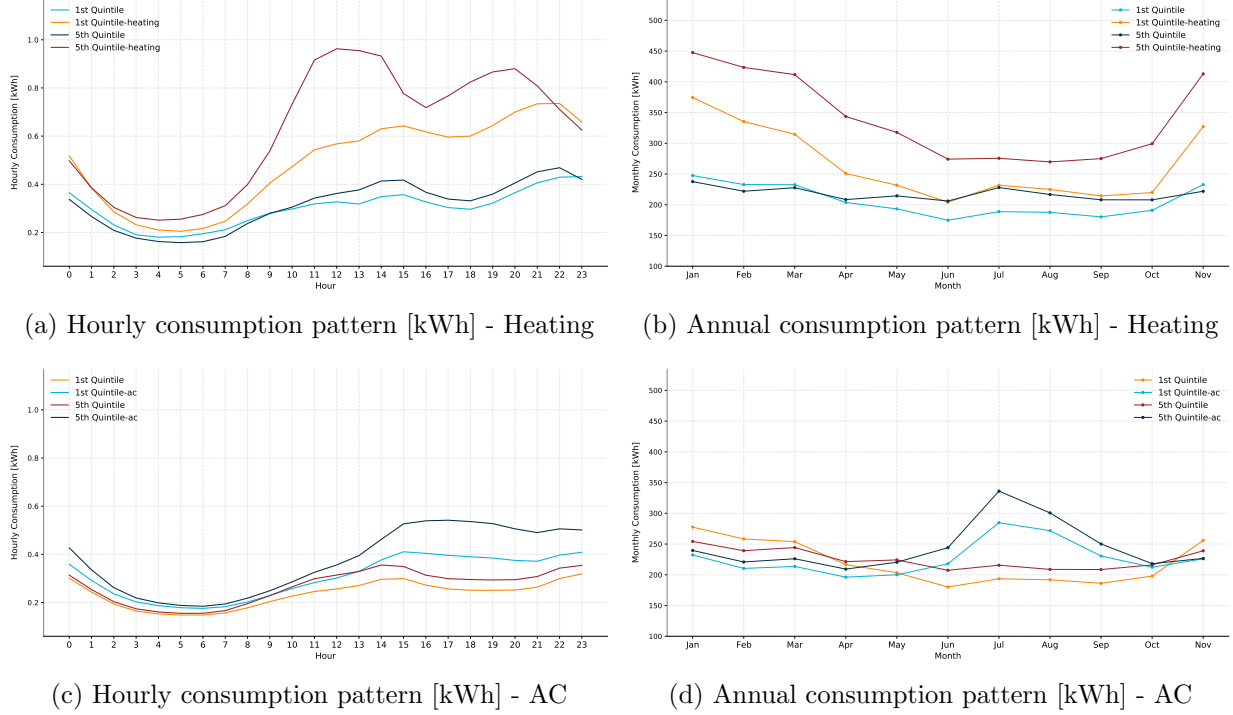 1st Quintile
1st Quintile-heating
5th Quintile
5th Quintile-heating
Hourly Consumption [kWh]
1.0
0.8
0.6
0.4
0.2
0 1 2 3 4 5 6 7 8 9 10 11 12 13 14 15 16 17 18 19 20 21 22 23
Hour
(a) Hourly consumption pattern [kWh] - Heating
1st Quintile
1st Quintile-heating
5th Quintile
5th Quintile-heating
Monthly Consumption [kWh]
500
450
400
350
300
250
200
150
100
Jan Feb Mar Apr May Jun Jul Aug Sep Oct Nov
Month
(b) Annual consumption pattern [kWh] - Heating
1st Quintile
1st Quintile-ac
5th Quintile
5th Quintile-ac
Hourly Consumption [kWh]
1.0
0.8
0.6
0.4
0.2
0 1 2 3 4 5 6 7 8 9 10 11 12 13 14 15 16 17 18 19 20 21 22 23
Hour
(c) Hourly consumption pattern [kWh] - AC
1st Quintile
1st Quintile-ac
5th Quintile
5th Quintile-ac
Monthly Consumption [kWh]
500
450
400
350
300
250
200
150
100
Jan Feb Mar Apr May Jun Jul Aug Sep Oct Nov
Month
(d) Annual consumption pattern [kWh] - AC